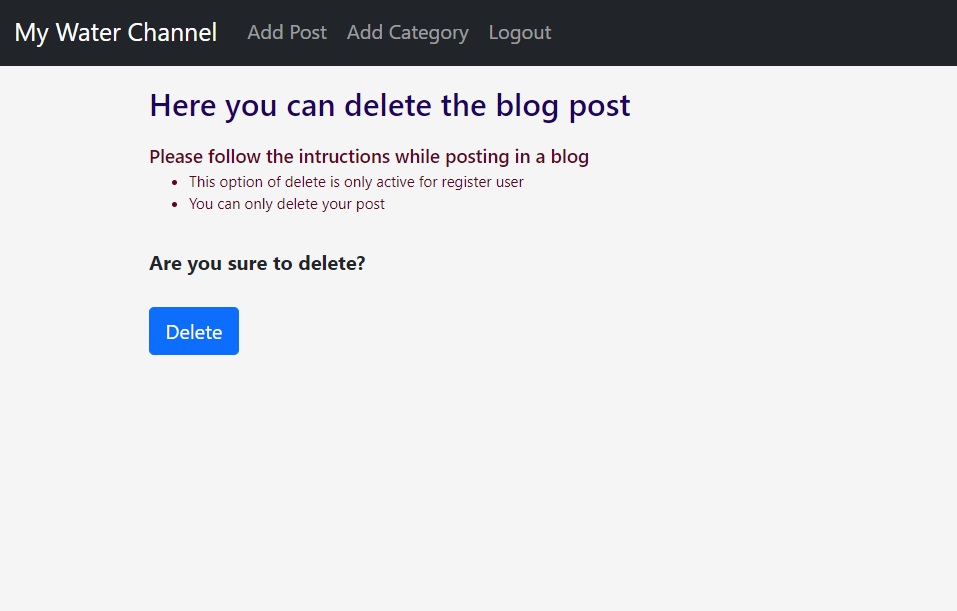 My Water Channel Add Post Add Category Logout
Here you can delete the blog post
Please follow the intructions while posting in a blog
This option of delete is only active for register user
You can only delete your post
Are you sure to delete?
Delete